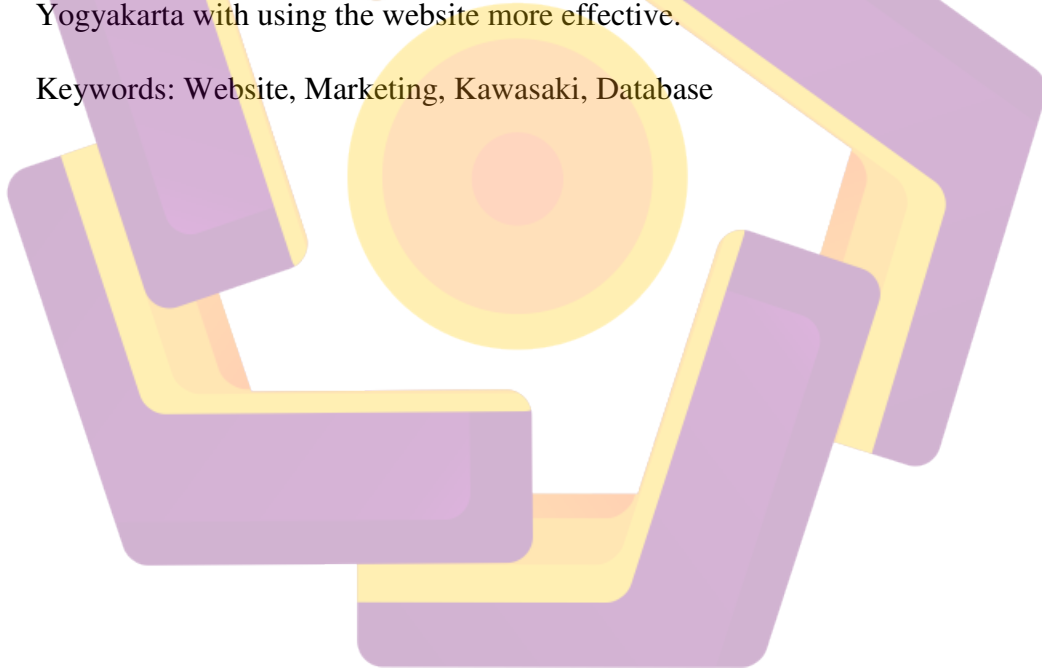 Yogyakarta with using the website more effective.
Keywords: Website, Marketing, Kawasaki, Database